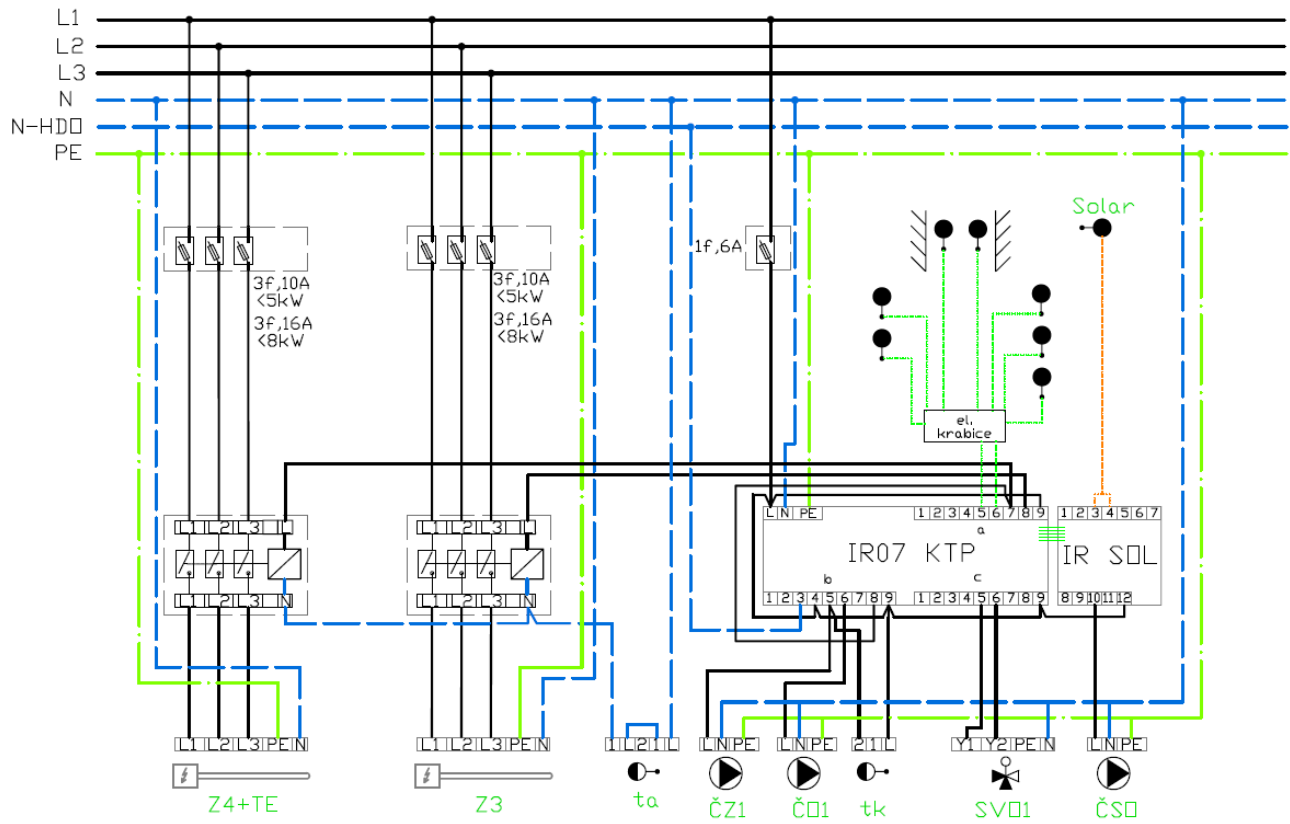 L1
L2
L3
N
N-HDO
PE
Solar
1f,6A
3f,10A
<5kW
3f,16A
<8kW
3f,10A
<5kW
3f,16A
<8kW
el.
krabice
L1 L2 L3 L
L1 L2 L3 L
L N PE
1 2 3 4 5 6 7 8 9
1 2 3 4 5 6 7
a
IR07 KTP
IR SOL
b
c
L1 L2 L3 N
L1 L2 L3 N
1 2 3 4 5 6 7 8 9
1 2 3 4 5 6 7 8 9
8 9 10 11 12
L1 L2 L3 PE N
L1 L2 L3 PE N
1 L 2 1 L
L N PE
L N PE
2 1 L
Y1 Y2 PE N
L N PE
Z4+TE
Z3
ta
ČZ1
ČO1
tk
SVO1
ČSO